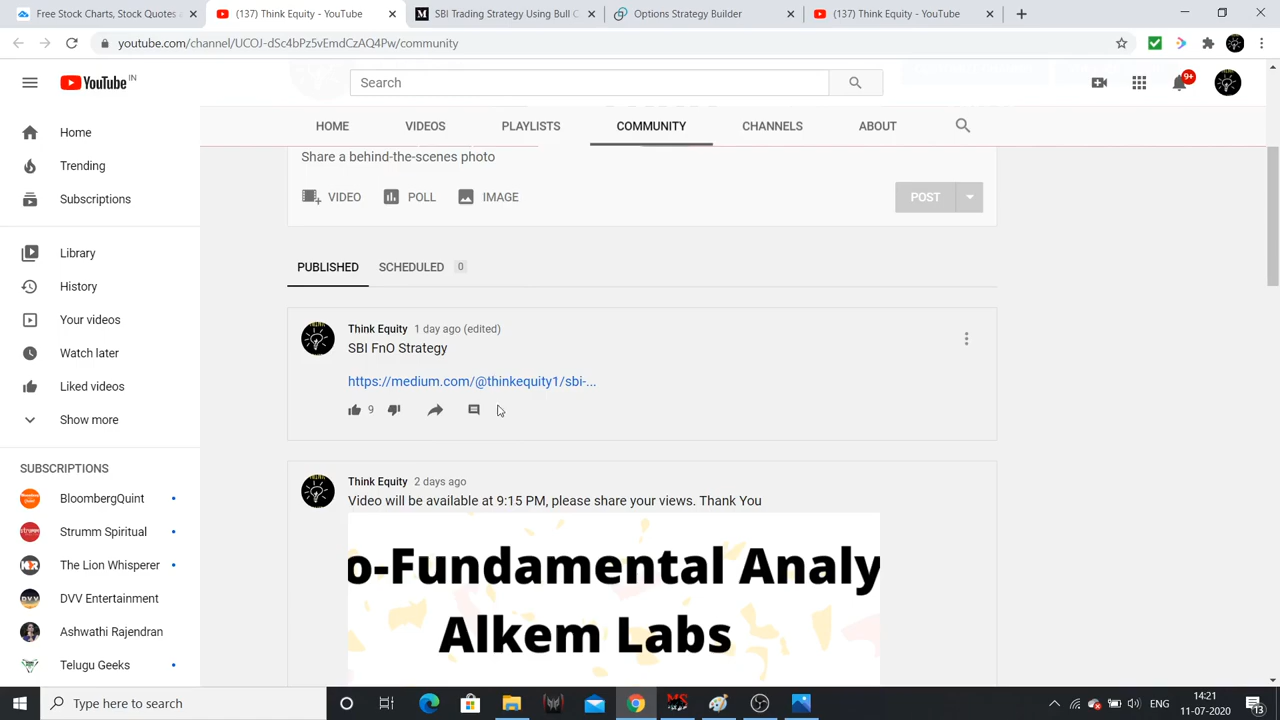 Free Stock Charts, Stock Quotes
(137) Think Equity - YouTube
SBI Trading Strategy Using Bull C
Options Strategy Builder
(137) Think Equity - YouTube
youtube.com/channel/UCOJ-dSc4bPz5vEmdCzAQ4Pw/community
YouTube IN
Search
9+
HOME
VIDEOS
PLAYLISTS
COMMUNITY
CHANNELS
ABOUT
Home
Trending
Subscriptions
Library
History
Your videos
Watch later
Liked videos
Show more
SUBSCRIPTIONS
BloombergQuint
Strumm Spiritual
The Lion Whisperer
DVV Entertainment
Ashwathi Rajendran
Telugu Geeks
Share a behind-the-scenes photo
VIDEO
POLL
IMAGE
POST
PUBLISHED
SCHEDULED 0
Think Equity 1 day ago (edited)
SBI FnO Strategy
https://medium.com/@thinkequity1/sbi-...
9
Think Equity 2 days ago
Video will be available at 9:15 PM, please share your views. Thank You
o-Fundamental Analy
Alkem Labs
Type here to search
ENG
14:21
11-07-2020
13